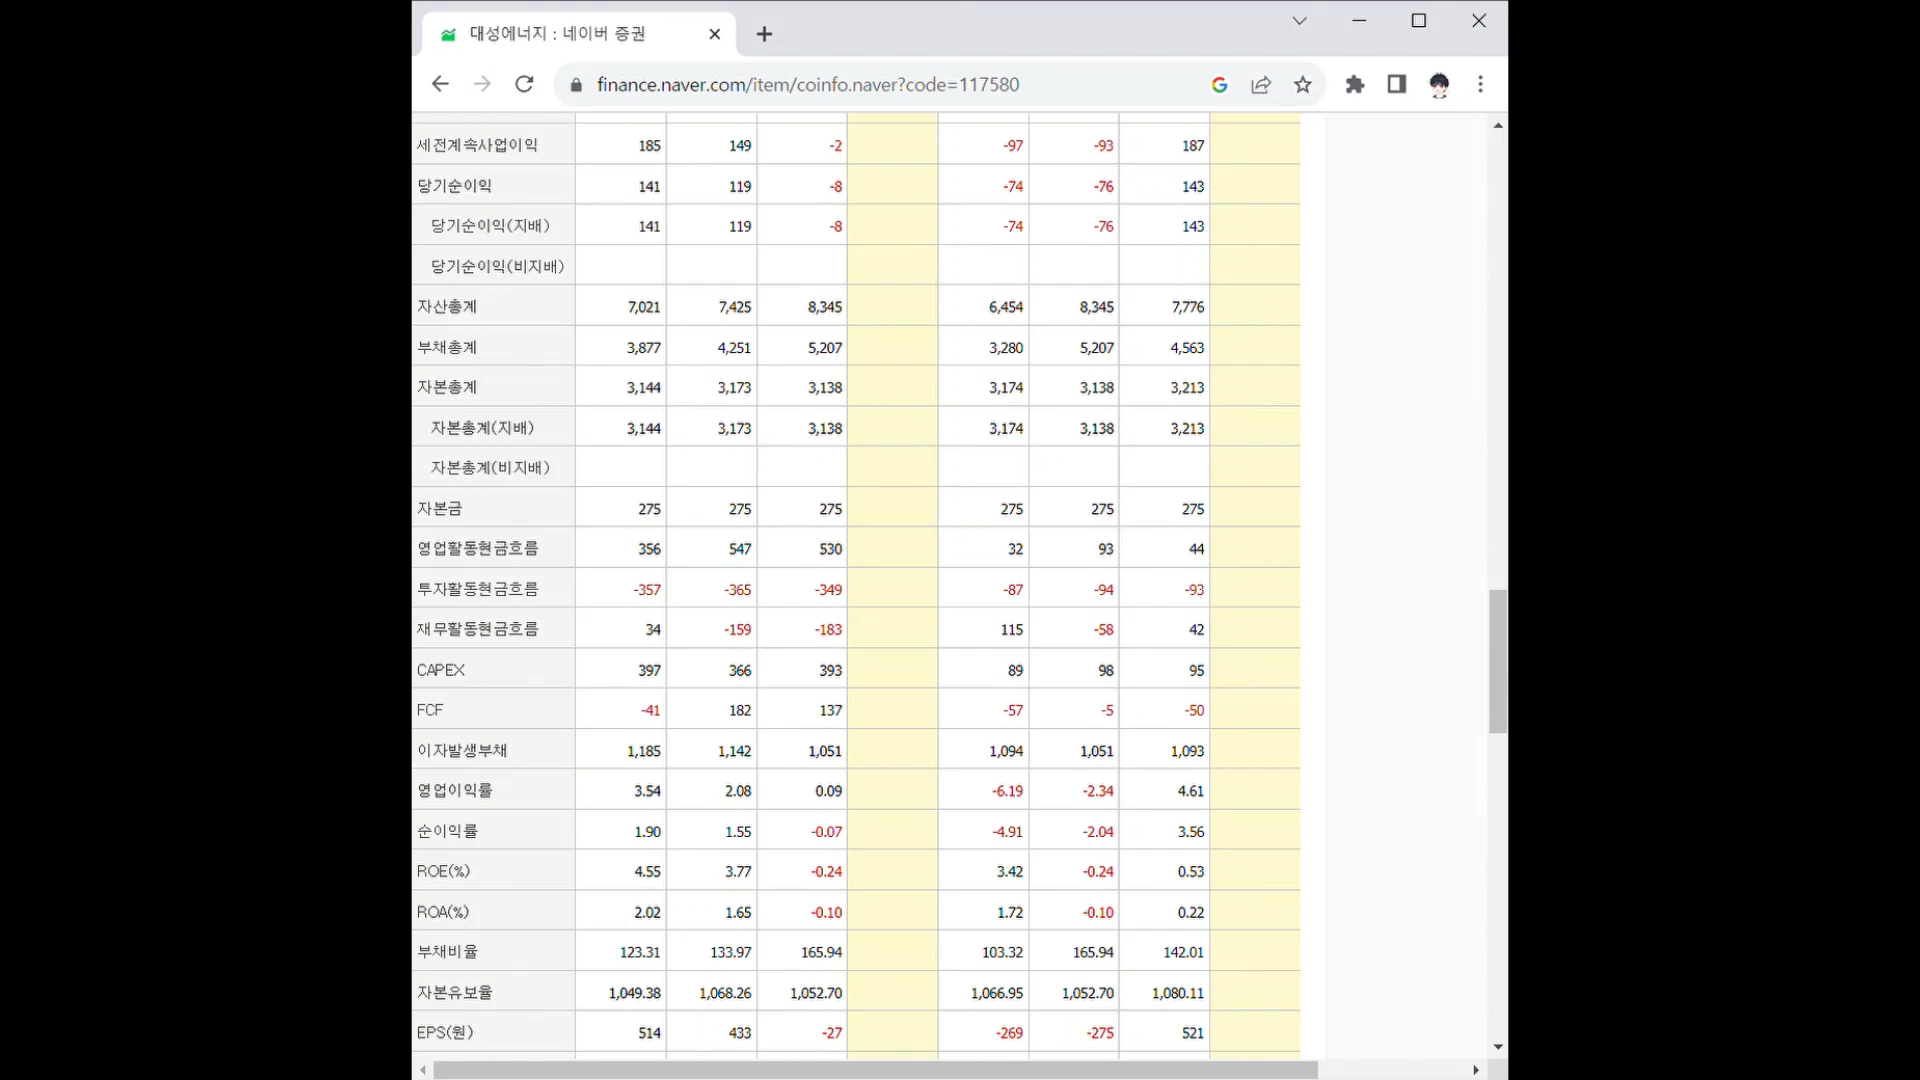 대성에너지 : 네이버 증권
finance.naver.com/item/coinfo.naver?code=117580
세전계속사업이익 185 149 -2 -97 -93 187
당기순이익 141 119 -8 -74 -76 143
당기순이익(지배) 141 119 -8 -74 -76 143
당기순이익(비지배)
자산총계 7,021 7,425 8,345 6,454 8,345 7,776
부채총계 3,877 4,251 5,207 3,280 5,207 4,563
자본총계 3,144 3,173 3,138 3,174 3,138 3,213
자본총계(지배) 3,144 3,173 3,138 3,174 3,138 3,213
자본총계(비지배)
자본금 275 275 275 275 275 275
영업활동현금흐름 356 547 530 32 93 44
투자활동현금흐름 -357 -365 -349 -87 -94 -93
재무활동현금흐름 34 -159 -183 115 -58 42
CAPEX 397 366 393 89 98 95
FCF -41 182 137 -57 -5 -50
이자발생부채 1,185 1,142 1,051 1,094 1,051 1,093
영업이익률 3.54 2.08 0.09 -6.19 -2.34 4.61
순이익률 1.90 1.55 -0.07 -4.91 -2.04 3.56
ROE(%) 4.55 3.77 -0.24 3.42 -0.24 0.53
ROA(%) 2.02 1.65 -0.10 1.72 -0.10 0.22
부채비율 123.31 133.97 165.94 103.32 165.94 142.01
자본유보율 1,049.38 1,068.26 1,052.70 1,066.95 1,052.70 1,080.11
EPS(원) 514 433 -27 -269 -275 521